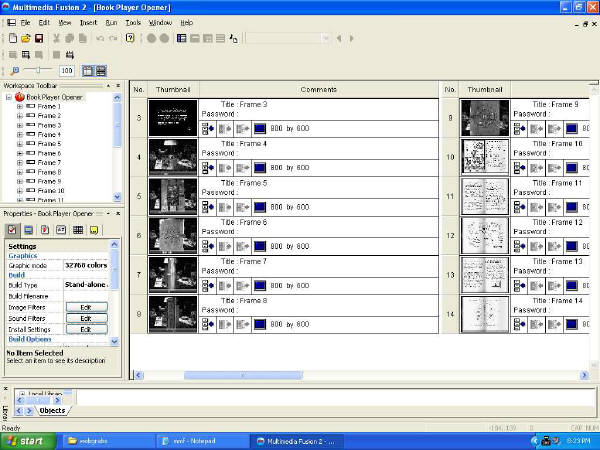 Multimedia Fusion 2 - [Book Player Opener]
File Edit View Insert Run Tools Window Help
100
Workspace Toolbar
Book Player Opener
Frame 1
Frame 2
Frame 3
Frame 4
Frame 5
Frame 6
Frame 7
Frame 8
Frame 9
Frame 10
Frame 11
Properties - Book Player Opener
Settings
Graphics
Graphic mode 32768 colors
Build
Build Type Stand-alone
Build Filename
Image Filters Edit
Sound Filters Edit
Install Settings Edit
Build Options
No Item Selected
Select an item to see its description
No. Thumbnail Comments
3 Title : Frame 3
Password :
800 by 600
4 Title : Frame 4
Password :
800 by 600
5 Title : Frame 5
Password :
800 by 600
6 Title : Frame 6
Password :
800 by 600
7 Title : Frame 7
Password :
800 by 600
8 Title : Frame 8
Password :
800 by 600
No. Thumbnail
9 Title : Frame 9
Password :
80
10 Title : Frame 10
Password :
80
11 Title : Frame 11
Password :
80
12 Title : Frame 12
Password :
80
13 Title : Frame 13
Password :
80
14 Title : Frame 14
Password :
80
Local Library
Objects
Ready
CAP NUM
start webgrabs mmf - Notepad Multimedia Fusion 2 - ... 8:23 PM